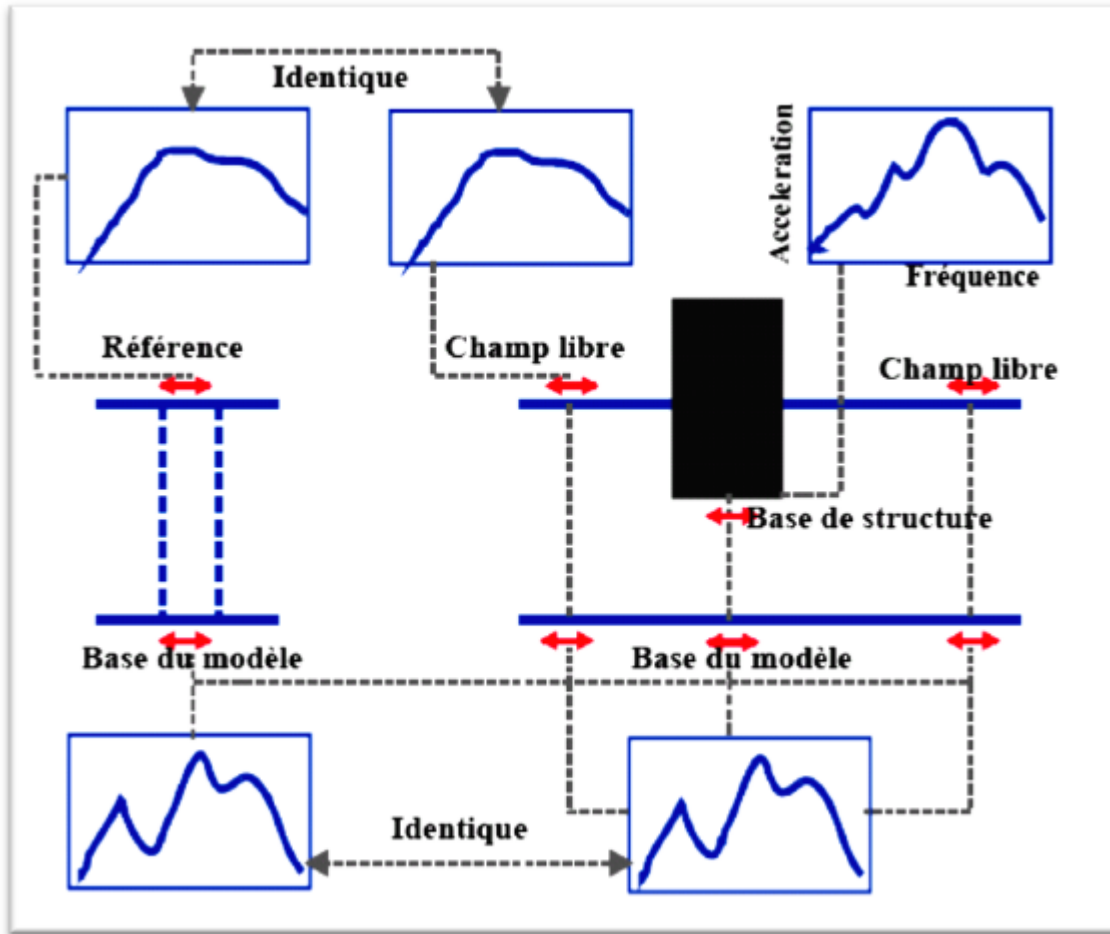 Identique
Acceleration
Fréquence
Référence
Champ libre
Champ libre
Base de structure
Base du modèle
Base du modèle
Identique